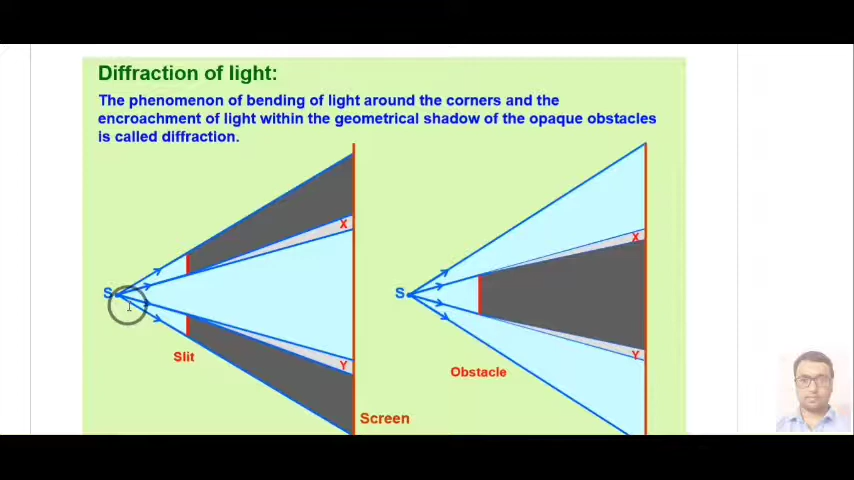 Diffraction of light:
The phenomenon of bending of light around the corners and the
encroachment of light within the geometrical shadow of the opaque obstacles
is called diffraction.
X
X
S
S
Slit
Y
Y
Obstacle
Screen